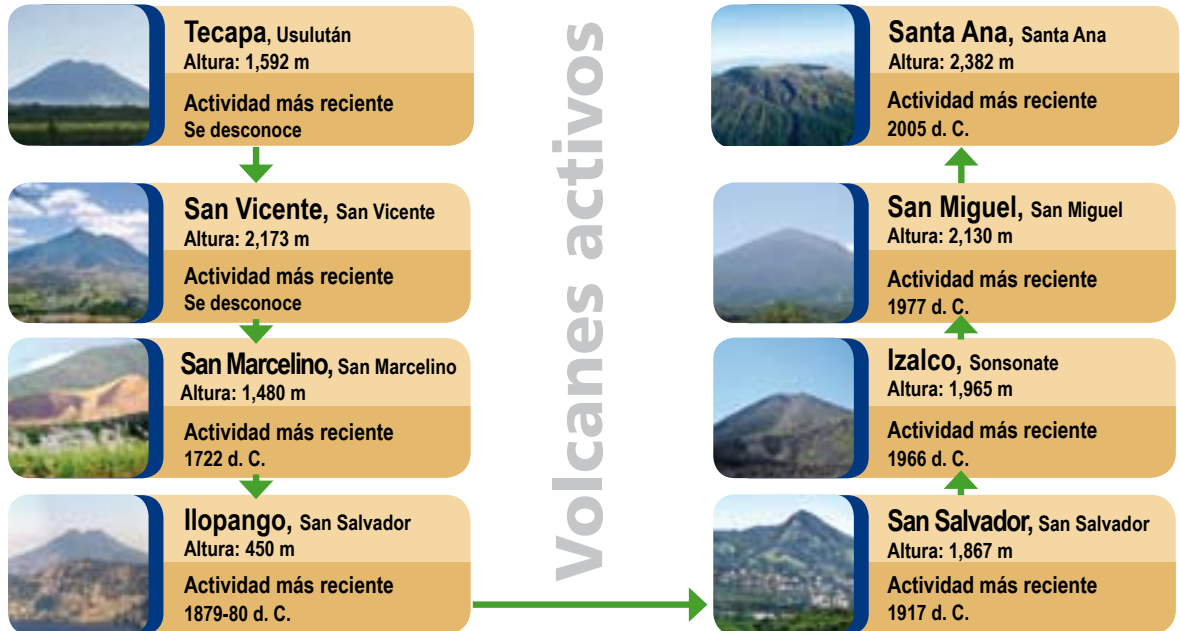 Tecapa, Usulután
Altura: 1,592 m
Actividad más reciente
Se desconoce
San Vicente, San Vicente
Altura: 2,173 m
Actividad más reciente
Se desconoce
San Marcelino, San Marcelino
Altura: 1,480 m
Actividad más reciente
1722 d. C.
Ilopango, San Salvador
Altura: 450 m
Actividad más reciente
1879-80 d. C.
Volcanes activos
Santa Ana, Santa Ana
Altura: 2,382 m
Actividad más reciente
2005 d. C.
San Miguel, San Miguel
Altura: 2,130 m
Actividad más reciente
1977 d. C.
Izalco, Sonsonate
Altura: 1,965 m
Actividad más reciente
1966 d. C.
San Salvador, San Salvador
Altura: 1,867 m
Actividad más reciente
1917 d. C.